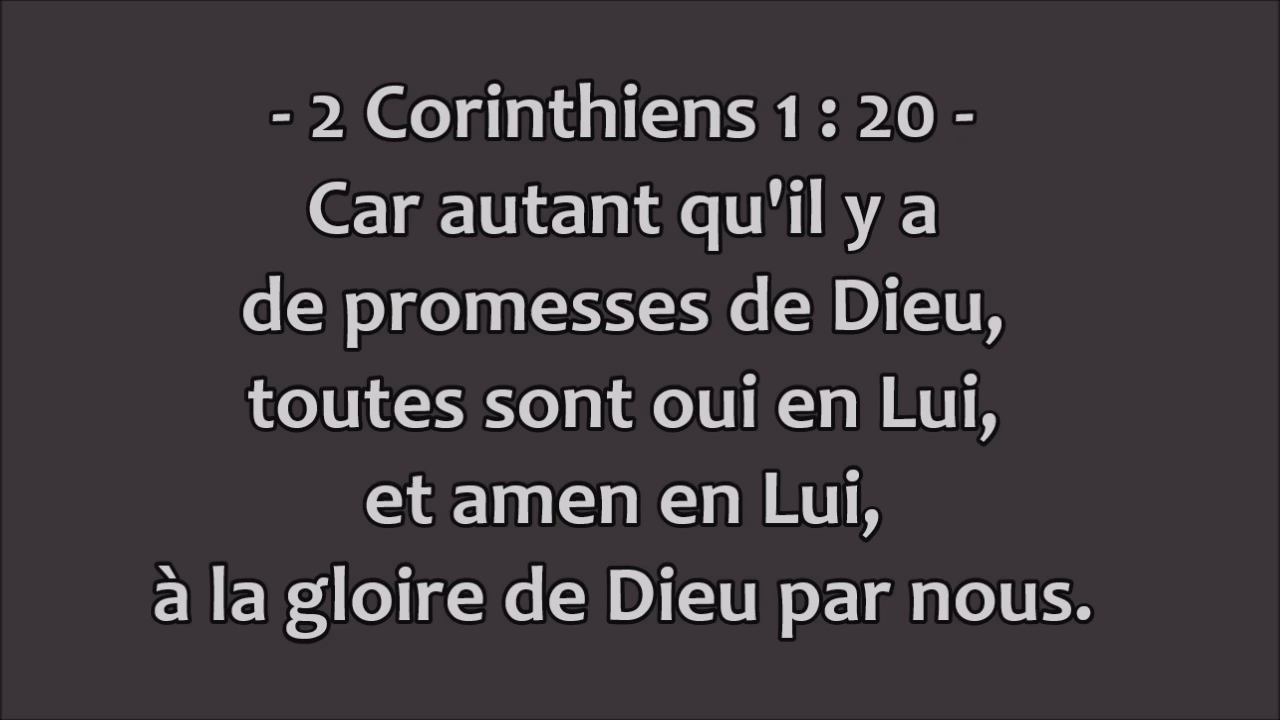 - 2 Corinthiens 1 : 20 -
Car autant qu'il y a
de promesses de Dieu,
toutes sont oui en Lui,
et amen en Lui,
à la gloire de Dieu par nous.